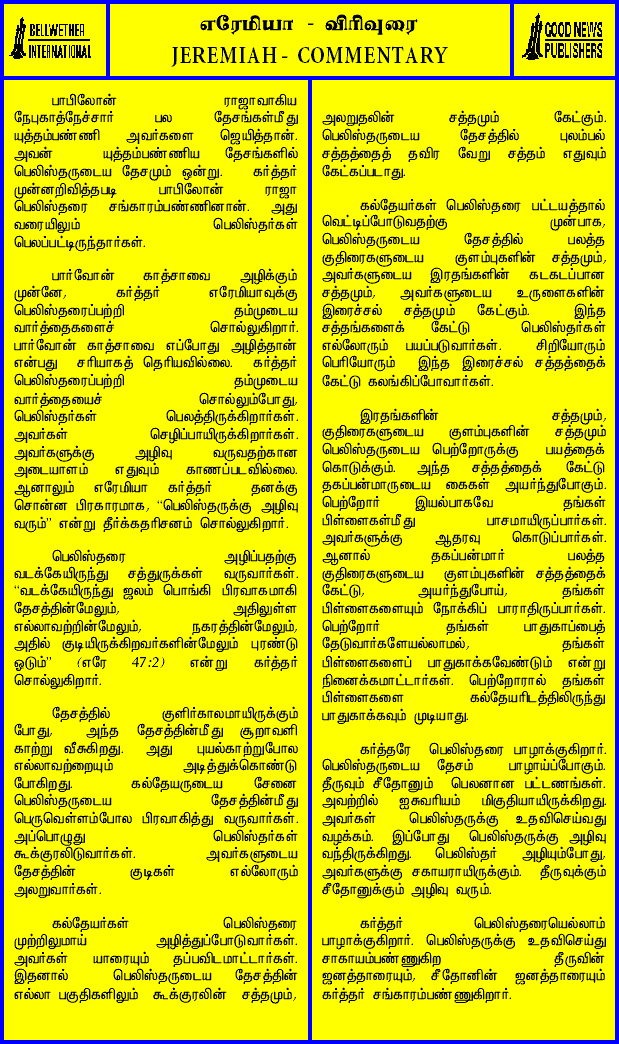 BELLWETHER
INTERNATIONAL
எரேமியா - விரிவுரை
JEREMIAH - COMMENTARY
GOOD NEWS
PUBLISHERS
பாபிலோன் ராஜாவாகிய
நேபுகாத்நேச்சார் பல தேசங்கள்மீது
யுத்தம்பண்ணி அவர்களை ஜெயித்தான்.
அவன் யுத்தம்பண்ணிய தேசங்களில்
பெலிஸ்தருடைய தேசமும் ஒன்று. கர்த்தர்
முன்னறிவித்தபடி பாபிலோன் ராஜா
பெலிஸ்தரை சங்காரம்பண்ணினான். அது
வரையிலும் பெலிஸ்தர்கள்
பெலப்பட்டிருந்தார்கள்.
பார்வோன் காத்சாவை அழிக்கும்
முன்னே, கர்த்தர் எரேமியாவுக்கு
பெலிஸ்தரைப்பற்றி தம்முடைய
வார்த்தைகளைச் சொல்லுகிறார்.
பார்வோன் காத்சாவை எப்போது அழித்தான்
என்பது சரியாகத் தெரியவில்லை. கர்த்தர்
பெலிஸ்தரைப்பற்றி தம்முடைய
வார்த்தையைச் சொல்லும்போது,
பெலிஸ்தர்கள் பெலத்திருக்கிறார்கள்.
அவர்கள் செழிப்பாயிருக்கிறார்கள்.
அவர்களுக்கு அழிவு வருவதற்கான
அடையாளம் எதுவும் காணப்படவில்லை.
ஆனாலும் எரேமியா கர்த்தர் தனக்கு
சொன்ன பிரகாரமாக, “பெலிஸ்தருக்கு அழிவு
வரும்” என்று தீர்க்கதரிசனம் சொல்லுகிறார்.
பெலிஸ்தரை அழிப்பதற்கு
வடக்கேயிருந்து சத்துருக்கள் வருவார்கள்.
“வடக்கேயிருந்து ஜலம் பொங்கி பிரவாகமாகி
தேசத்தின்மேலும், அதிலுள்ள
எல்லாவற்றின்மேலும், நகரத்தின்மேலும்,
அதில் குடியிருக்கிறவர்களின்மேலும் புரண்டு
ஓடும்” (எரே 47:2) என்று கர்த்தர்
சொல்லுகிறார்.
தேசத்தில் குளிர்காலமாயிருக்கும்
போது, அந்த தேசத்தின்மீது சூறாவளி
காற்று வீசுகிறது. அது புயல்காற்றுபோல
எல்லாவற்றையும் அடித்துக்கொண்டு
போகிறது. கல்தேயருடைய சேனை
பெலிஸ்தருடைய தேசத்தின்மீது
பெருவெள்ளம்போல பிரவாகித்து வருவார்கள்.
அப்பொழுது பெலிஸ்தர்கள்
கூக்குரலிடுவார்கள். அவர்களுடைய
தேசத்தின் குடிகள் எல்லோரும்
அலறுவார்கள்.
கல்தேயர்கள் பெலிஸ்தரை
முற்றிலுமாய் அழித்துப்போடுவார்கள்.
அவர்கள் யாரையும் தப்பவிடமாட்டார்கள்.
இதனால் பெலிஸ்தருடைய தேசத்தின்
எல்லா பகுதிகளிலும் கூக்குரலின் சத்தமும்,
அலறுதலின் சத்தமும் கேட்கும்.
பெலிஸ்தருடைய தேசத்தில் புலம்பல்
சத்தத்தைத் தவிர வேறு சத்தம் எதுவும்
கேட்கப்படாது.
கல்தேயர்கள் பெலிஸ்தரை பட்டயத்தால்
வெட்டிப்போடுவதற்கு முன்பாக,
பெலிஸ்தருடைய தேசத்தில் பலத்த
குதிரைகளுடைய குளம்புகளின் சத்தமும்,
அவர்களுடைய இரதங்களின் கடகடப்பான
சத்தமும், அவர்களுடைய உருளைகளின்
இரைச்சல் சத்தமும் கேட்கும். இந்த
சத்தங்களைக் கேட்டு பெலிஸ்தர்கள்
எல்லோரும் பயப்படுவார்கள். சிறியோரும்
பெரியோரும் இந்த இரைச்சல் சத்தத்தைக்
கேட்டு கலங்கிப்போவார்கள்.
இரதங்களின் சத்தமும்,
குதிரைகளுடைய குளம்புகளின் சத்தமும்
பெலிஸ்தருடைய பெற்றோருக்கு பயத்தைக்
கொடுக்கும். அந்த சத்தத்தைக் கேட்டு
தகப்பன்மாருடைய கைகள் அயர்ந்துபோகும்.
பெற்றோர் இயல்பாகவே தங்கள்
பிள்ளைகள்மீது பாசமாயிருப்பார்கள்.
அவர்களுக்கு ஆதரவு கொடுப்பார்கள்.
ஆனால் தகப்பன்மார் பலத்த
குதிரைகளுடைய குளம்புகளின் சத்தத்தைக்
கேட்டு, அயர்ந்துபோய், தங்கள்
பிள்ளைகளையும் நோக்கிப் பாராதிருப்பார்கள்.
பெற்றோர் தங்கள் பாதுகாப்பைத்
தேடுவார்களேயல்லாமல், தங்கள்
பிள்ளைகளைப் பாதுகாக்கவேண்டும் என்று
நினைக்கமாட்டார்கள். பெற்றோரால் தங்கள்
பிள்ளைகளை கல்தேயரிடத்திலிருந்து
பாதுகாக்கவும் முடியாது.
கர்த்தரே பெலிஸ்தரை பாழாக்குகிறார்.
பெலிஸ்தருடைய தேசம் பாழாய்ப்போகும்.
தீருவும் சீதோனும் பெலனான பட்டணங்கள்.
அவற்றில் ஐசுவரியம் மிகுதியாயிருக்கிறது.
அவர்கள் பெலிஸ்தருக்கு உதவிசெய்வது
வழக்கம். இப்போது பெலிஸ்தருக்கு அழிவு
வந்திருக்கிறது. பெலிஸ்தர் அழியும்போது,
அவர்களுக்கு சகாயராயிருக்கும். தீருவுக்கும்
சீதோனுக்கும் அழிவு வரும்.
கர்த்தர் பெலிஸ்தரையெல்லாம்
பாழாக்குகிறார். பெலிஸ்தருக்கு உதவிசெய்து
சாகாயம்பண்ணுகிற தீருவின்
ஜனத்தாரையும், சீதோனின் ஜனத்தாரையும்
கர்த்தர் சங்காரம்பண்ணுகிறார்.